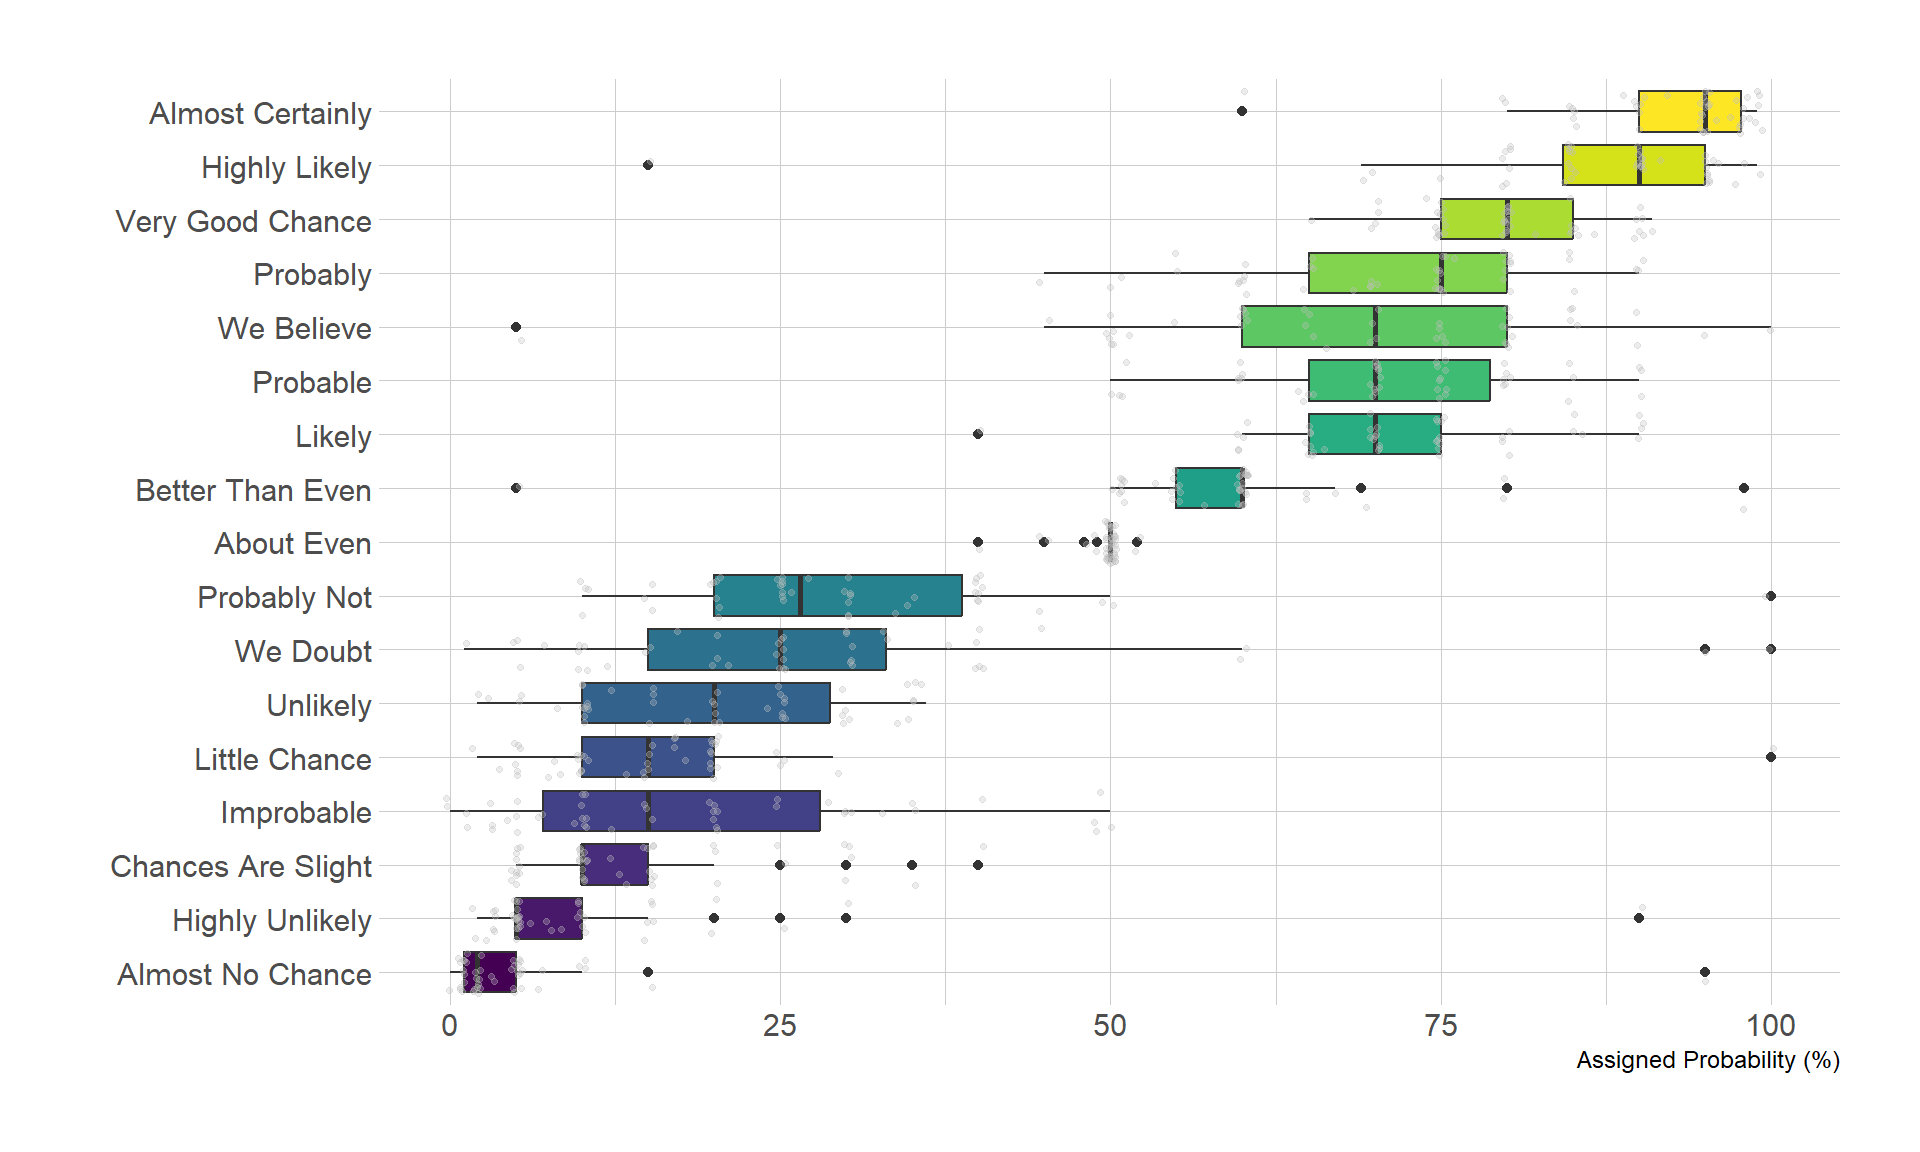 Almost Certainly
Highly Likely
Very Good Chance
Probably
We Believe
Probable
Likely
Better Than Even
About Even
Probably Not
We Doubt
Unlikely
Little Chance
Improbable
Chances Are Slight
Highly Unlikely
Almost No Chance
0 25 50 75 100
Assigned Probability (%)